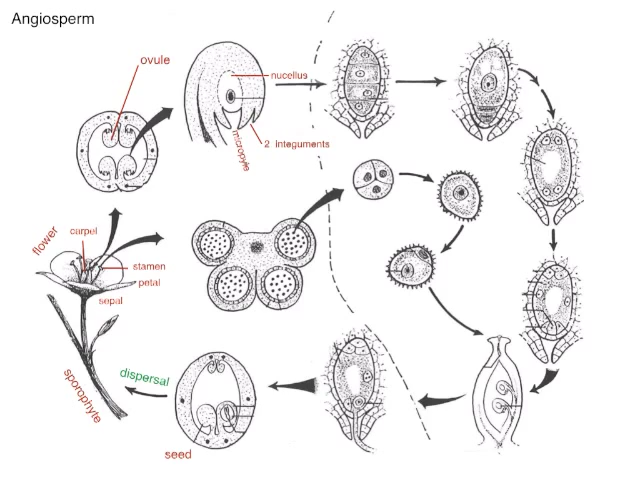 Angiosperm
ovule
nucellus
2 integuments
micropyle
flower
carpel
stamen
petal
sepal
sporophyte
dispersal
seed